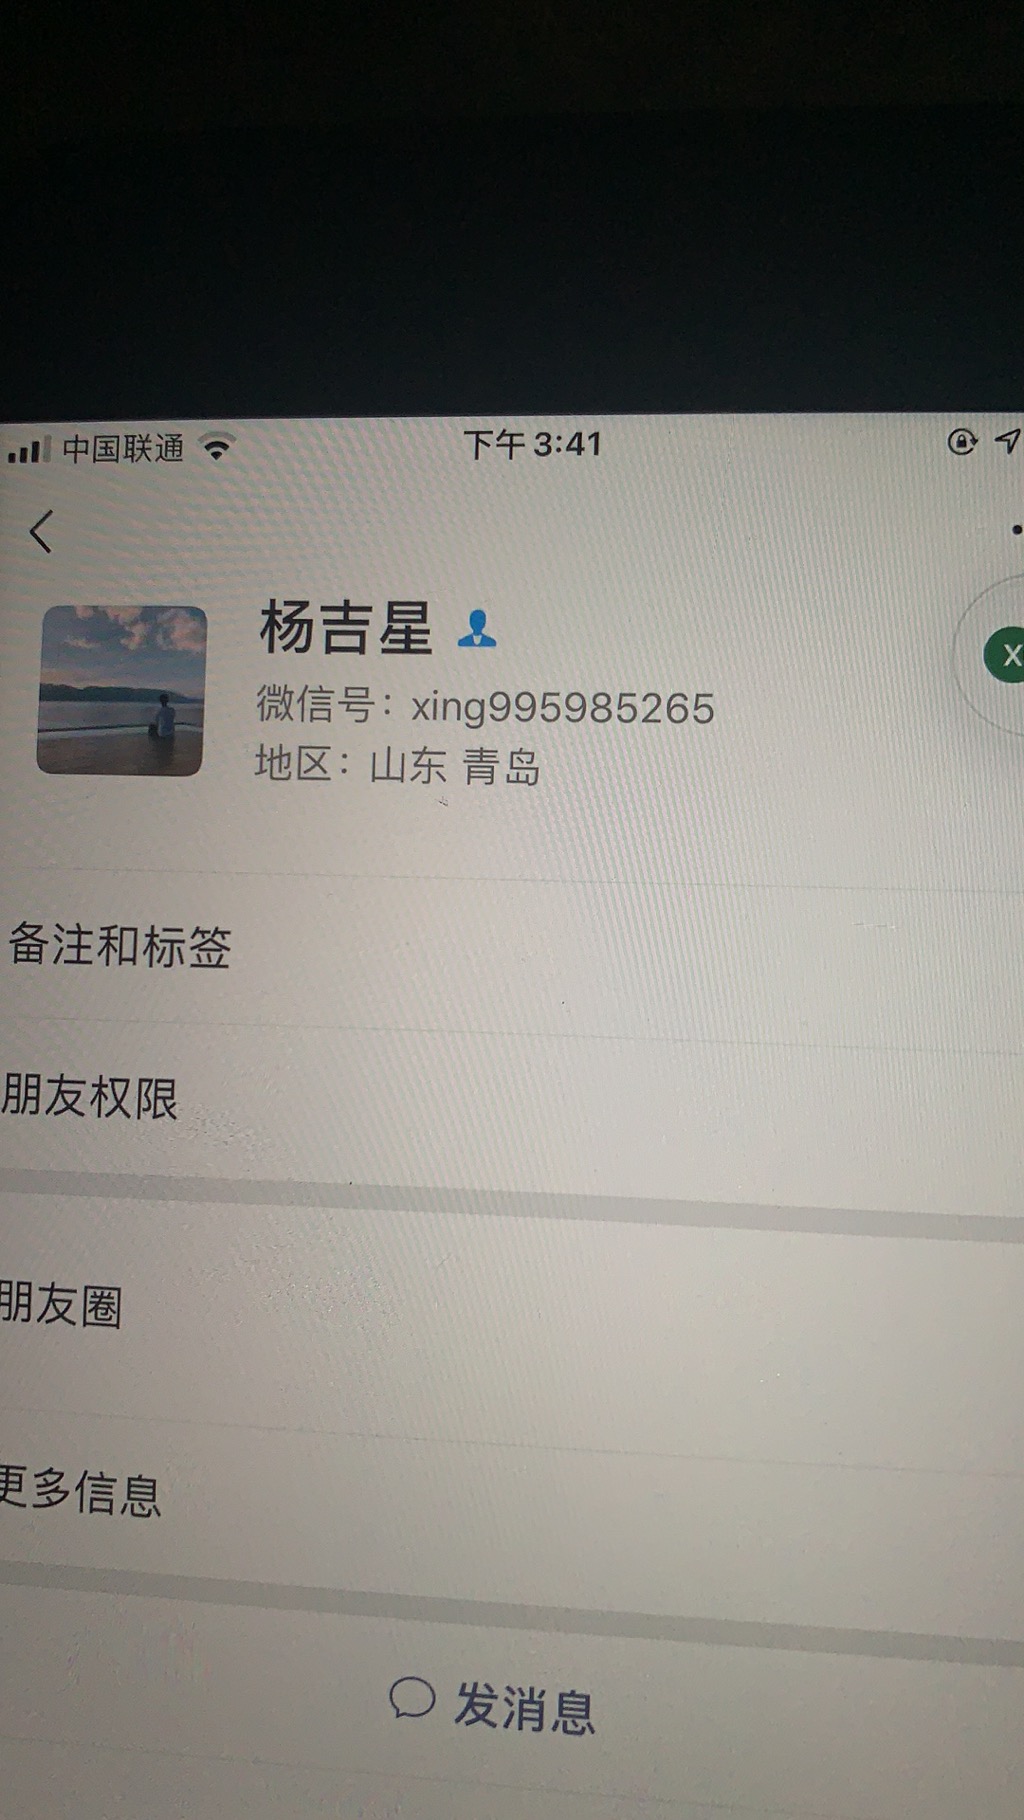 中国联通 下午 3:41
杨吉星
X
微信号：xing995985265
地区：山东 青岛
备注和标签
朋友权限
朋友圈
更多信息
发消息